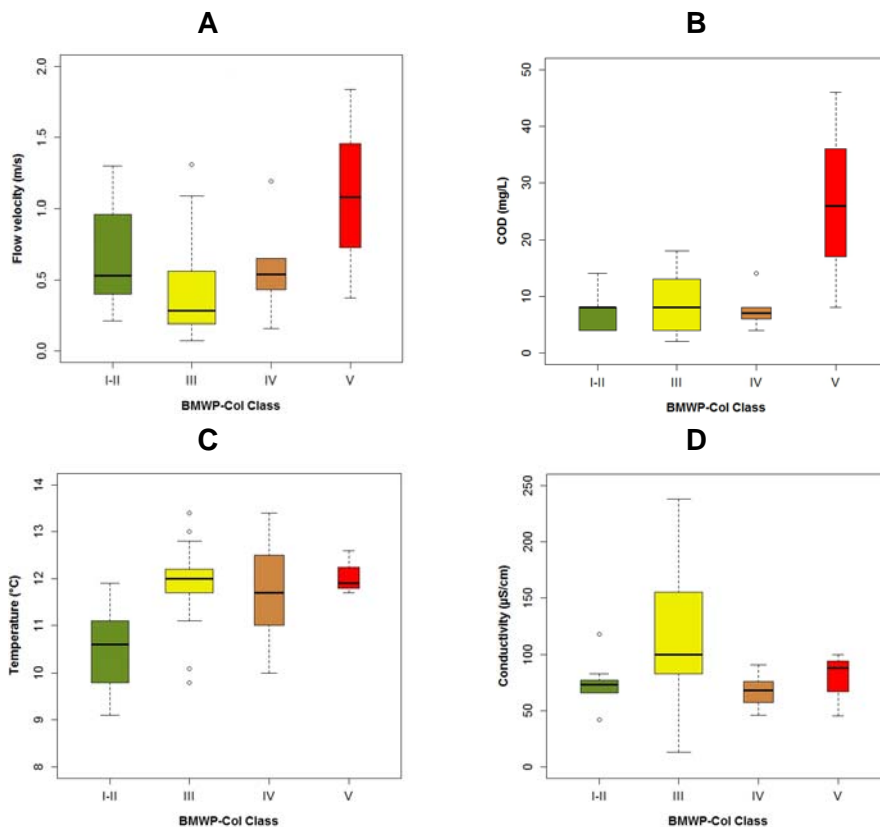 A
Flow velocity (m/s)
2.0
1.5
1.0
0.5
0.0
I-II III IV V
BMWP-Col Class
B
COD (mg/L)
50
40
30
20
10
0
I-II III IV V
BMWP-Col Class
C
Temperature (°C)
14
13
12
11
10
9
8
I-II III IV V
BMWP-Col Class
D
Conductivity (µS/cm)
250
200
150
100
50
0
I-II III IV V
BMWP-Col Class